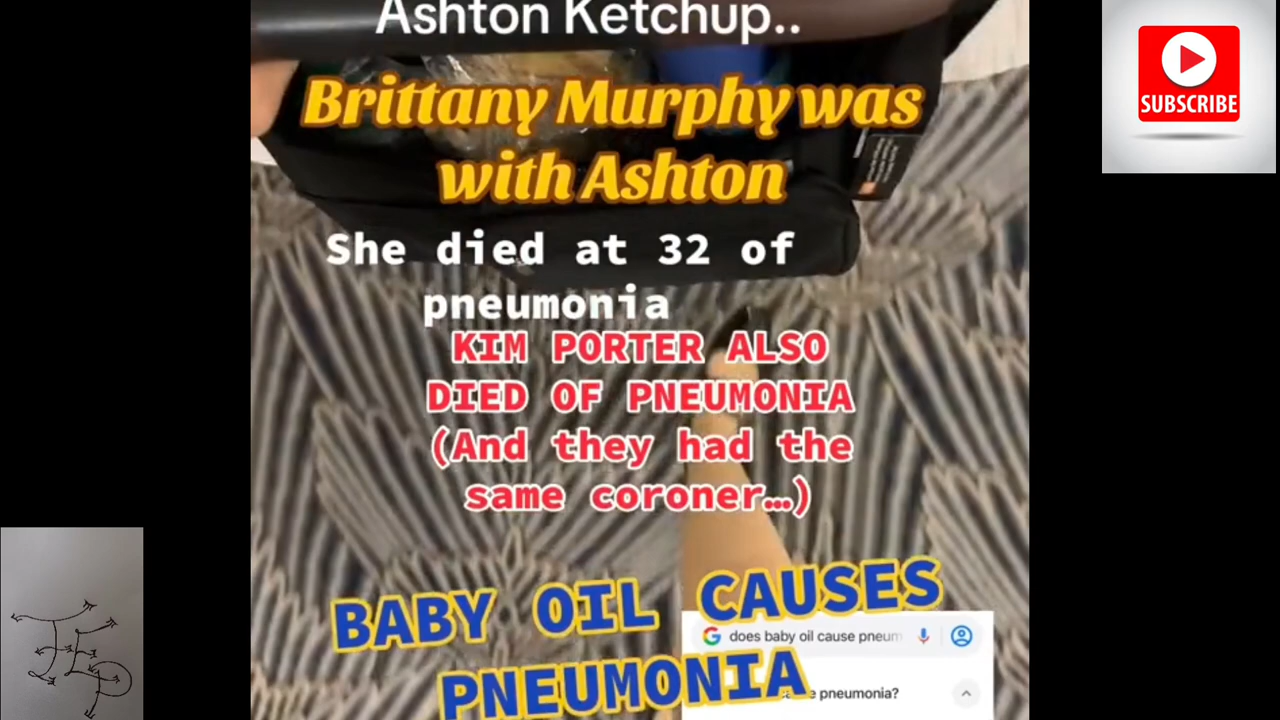 Ashton Ketchup..
SUBSCRIBE
Brittany Murphy was
with Ashton
She died at 32 of
pneumonia
KIM PORTER ALSO
DIED OF PNEUMONIA
(And they had the
same coroner…)
BABY OIL CAUSES
does baby oil cause pneum
PNEUMONIA
pneumonia?